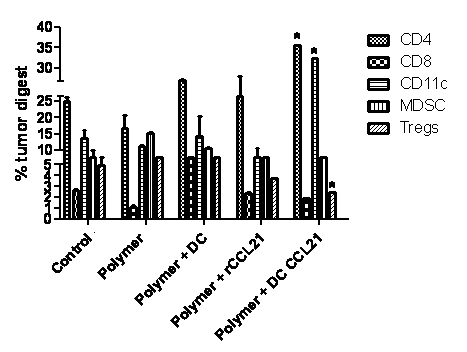 40
35
30
25
20
15
10
5
4
3
2
1
0
% tumor digest
*
*
*
CD4
CD8
CD11c
MDSC
Tregs
Control
Polymer
Polymer + DC
Polymer + rCCL21
Polymer + DC CCL21